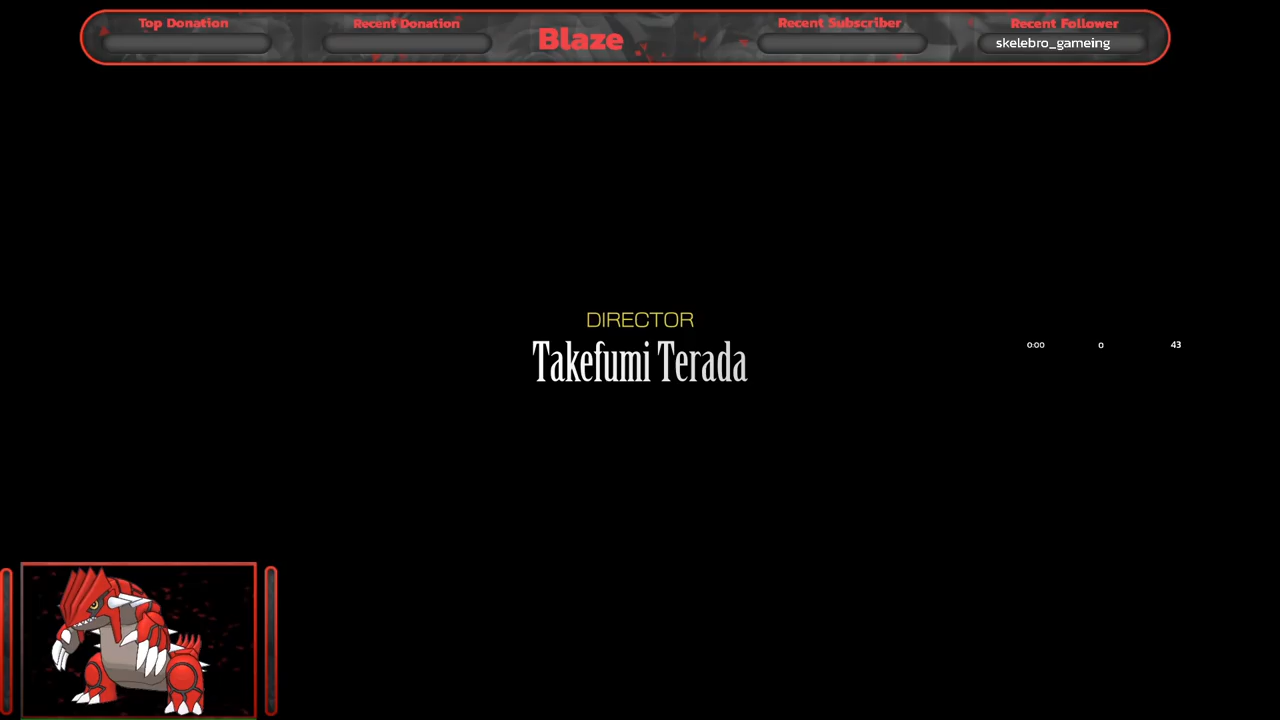 Top Donation
Recent Donation
Blaze
Recent Subscriber
Recent Follower
skelebro_gameing
DIRECTOR
Takefumi Terada
0:00
0
43